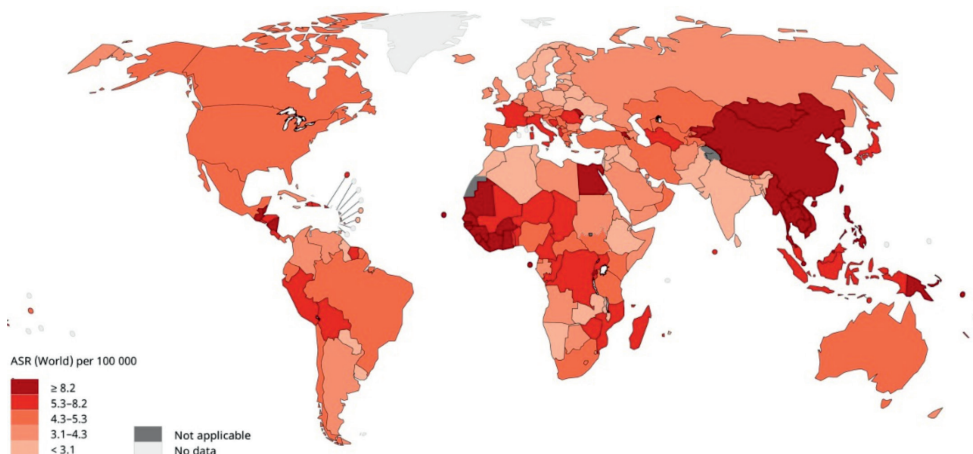 ASR (World) per 100 000
≥ 8.2
5.3–8.2
4.3–5.3
3.1–4.3
< 3.1
Not applicable
No data